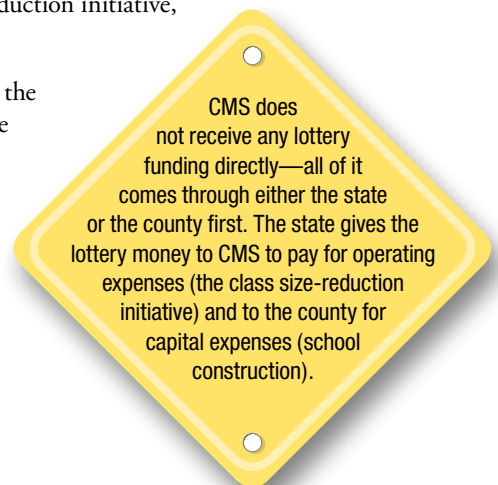 duction initiative,
the
e
CMS does
not receive any lottery
funding directly—all of it
comes through either the state
or the county first. The state gives the
lottery money to CMS to pay for operating
expenses (the class size-reduction
initiative) and to the county for
capital expenses (school
construction).